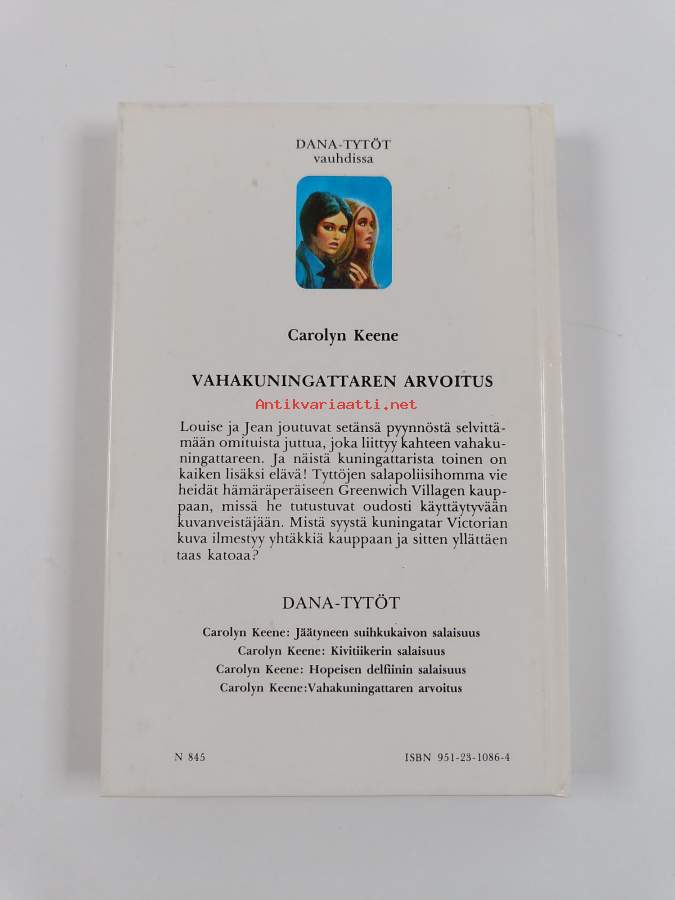 DANA-TYTÖT
vauhdissa
Carolyn Keene
VAHAKUNINGATTAREN ARVOITUS
Antikvariaatti.net
Louise ja Jean joutuvat setänsä pyynnöstä selvittä-
mään omituista juttua, joka liittyy kahteen vahaku-
ningattareen. Ja näistä kuningattarista toinen on
kaiken lisäksi elävä! Tyttöjen salapoliisihomma vie
heidät hämäräperäiseen Greenwich Villagen kaup-
paan, missä he tutustuvat oudosti käyttäytyvään
kuvanveistäjään. Mistä syystä kuningatar Victorian
kuva ilmestyy yhtäkkiä kauppaan ja sitten yllättäen
taas katoaa?
DANA-TYTÖT
Carolyn Keene: Jäätyneen suihkukaivon salaisuus
Carolyn Keene: Kivitiikerin salaisuus
Carolyn Keene: Hopeisen delfiinin salaisuus
Carolyn Keene:Vahakuningattaren arvoitus
N 845
ISBN 951-23-1086-4